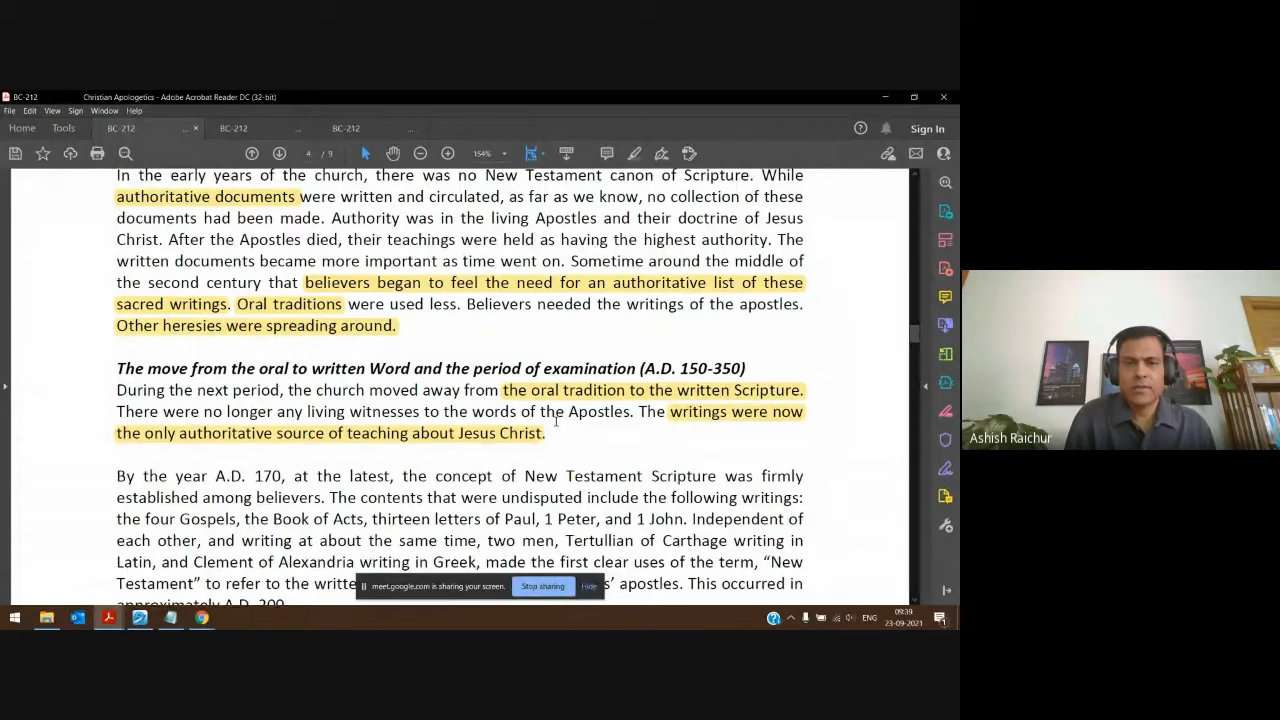 BC-212 Christian Apologetics - Adobe Acrobat Reader DC (32-bit)
File Edit View Sign Window Help
Home Tools BC-212 ... × BC-212 ... BC-212 ... Sign In
4 / 9 154%
In the early years of the church, there was no New Testament canon of Scripture. While
authoritative documents were written and circulated, as far as we know, no collection of these
documents had been made. Authority was in the living Apostles and their doctrine of Jesus
Christ. After the Apostles died, their teachings were held as having the highest authority. The
written documents became more important as time went on. Sometime around the middle of
the second century that believers began to feel the need for an authoritative list of these
sacred writings. Oral traditions were used less. Believers needed the writings of the apostles.
Other heresies were spreading around.
The move from the oral to written Word and the period of examination (A.D. 150-350)
During the next period, the church moved away from the oral tradition to the written Scripture.
There were no longer any living witnesses to the words of the Apostles. The writings were now
the only authoritative source of teaching about Jesus Christ.
By the year A.D. 170, at the latest, the concept of New Testament Scripture was firmly
established among believers. The contents that were undisputed include the following writings:
the four Gospels, the Book of Acts, thirteen letters of Paul, 1 Peter, and 1 John. Independent of
each other, and writing at about the same time, two men, Tertullian of Carthage writing in
Latin, and Clement of Alexandria writing in Greek, made the first clear uses of the term, “New
Testament” to refer to the writte s’ apostles. This occurred in
approximately A.D. 200.
meet.google.com is sharing your screen. Stop sharing Hide
ENG 09:39
23-09-2021
Ashish Raichur